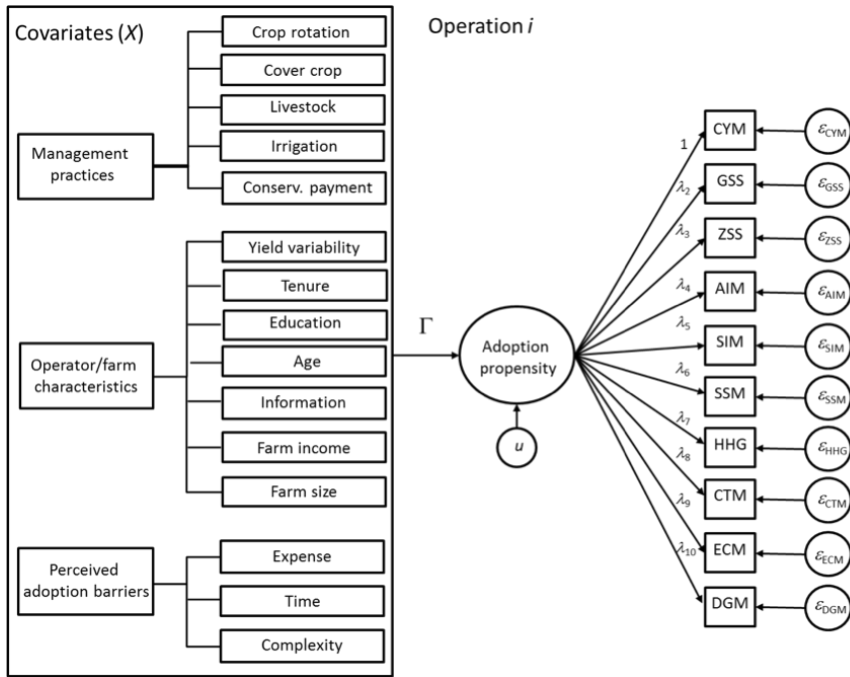 Covariates (X)
Operation i
Crop rotation
Cover crop
Livestock
Irrigation
Conserv. payment
Management
practices
Yield variability
Tenure
Education
Age
Information
Farm income
Farm size
Operator/farm
characteristics
Expense
Time
Complexity
Perceived
adoption barriers
Γ
Adoption
propensity
u
1
λ2
λ3
λ4
λ5
λ6
λ7
λ8
λ9
λ10
CYM
GSS
ZSS
AIM
SIM
SSM
HHG
CTM
ECM
DGM
εCYM
εGSS
εZSS
εAIM
εSIM
εSSM
εHHG
εCTM
εECM
εDGM